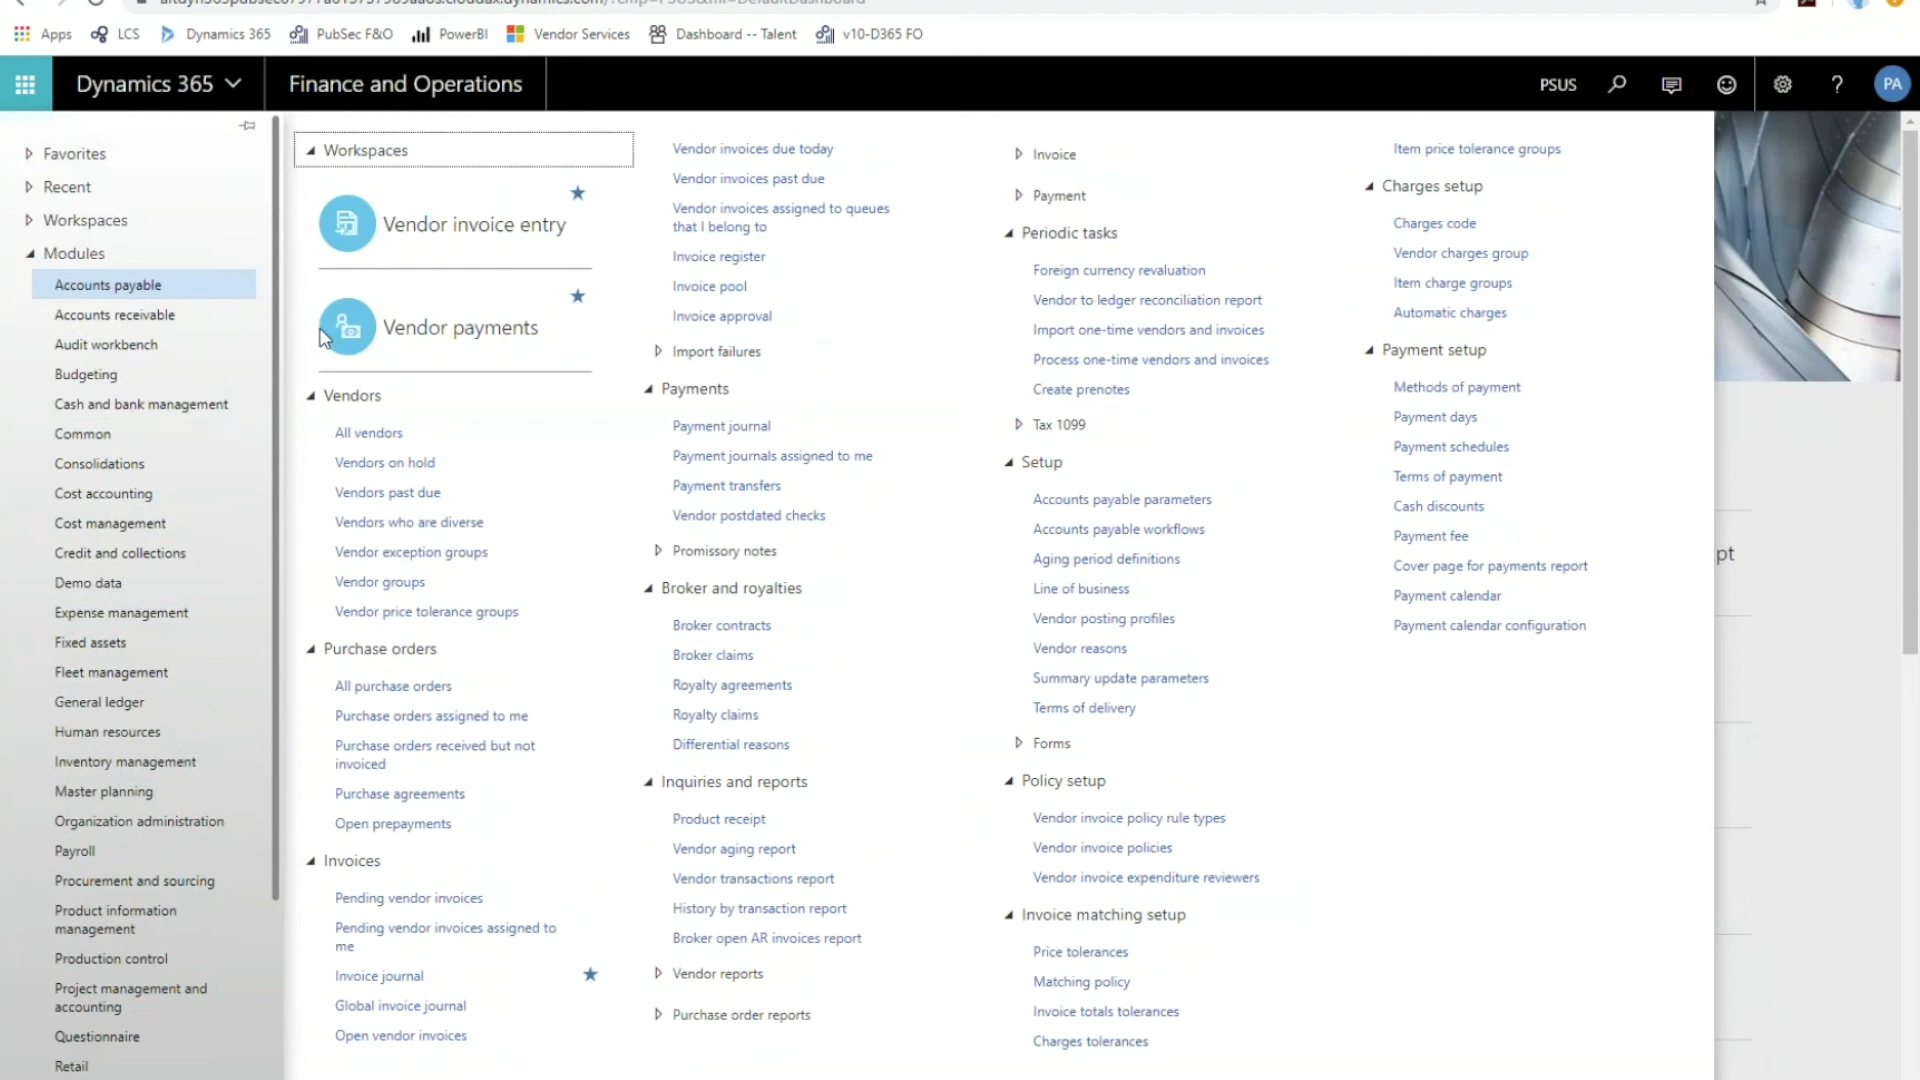 Apps
LCS
Dynamics 365
PubSec F&O
PowerBI
Vendor Services
Dashboard -- Talent
v10-D365 FO
Dynamics 365
Finance and Operations
PSUS
?
PA
Favorites
Recent
Workspaces
Modules
Accounts payable
Accounts receivable
Audit workbench
Budgeting
Cash and bank management
Common
Consolidations
Cost accounting
Cost management
Credit and collections
Demo data
Expense management
Fixed assets
Fleet management
General ledger
Human resources
Inventory management
Master planning
Organization administration
Payroll
Procurement and sourcing
Product information
management
Production control
Project management and
accounting
Questionnaire
Retail
Workspaces
Vendor invoice entry
Vendor payments
Vendors
All vendors
Vendors on hold
Vendors past due
Vendors who are diverse
Vendor exception groups
Vendor groups
Vendor price tolerance groups
Purchase orders
All purchase orders
Purchase orders assigned to me
Purchase orders received but not
invoiced
Purchase agreements
Open prepayments
Invoices
Pending vendor invoices
Pending vendor invoices assigned to
me
Invoice journal
Global invoice journal
Open vendor invoices
Vendor invoices due today
Vendor invoices past due
Vendor invoices assigned to queues
that I belong to
Invoice register
Invoice pool
Invoice approval
Import failures
Payments
Payment journal
Payment journals assigned to me
Payment transfers
Vendor postdated checks
Promissory notes
Broker and royalties
Broker contracts
Broker claims
Royalty agreements
Royalty claims
Differential reasons
Inquiries and reports
Product receipt
Vendor aging report
Vendor transactions report
History by transaction report
Broker open AR invoices report
Vendor reports
Purchase order reports
Invoice
Payment
Periodic tasks
Foreign currency revaluation
Vendor to ledger reconciliation report
Import one-time vendors and invoices
Process one-time vendors and invoices
Create prenotes
Tax 1099
Setup
Accounts payable parameters
Accounts payable workflows
Aging period definitions
Line of business
Vendor posting profiles
Vendor reasons
Summary update parameters
Terms of delivery
Forms
Policy setup
Vendor invoice policy rule types
Vendor invoice policies
Vendor invoice expenditure reviewers
Invoice matching setup
Price tolerances
Matching policy
Invoice totals tolerances
Charges tolerances
Item price tolerance groups
Charges setup
Charges code
Vendor charges group
Item charge groups
Automatic charges
Payment setup
Methods of payment
Payment days
Payment schedules
Terms of payment
Cash discounts
Payment fee
Cover page for payments report
Payment calendar
Payment calendar configuration
pt